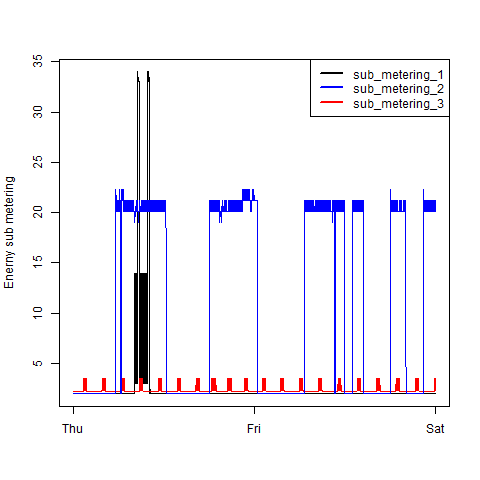 35
30
25
20
15
10
5
Enerny sub metering
sub_metering_1
sub_metering_2
sub_metering_3
Thu Fri Sat